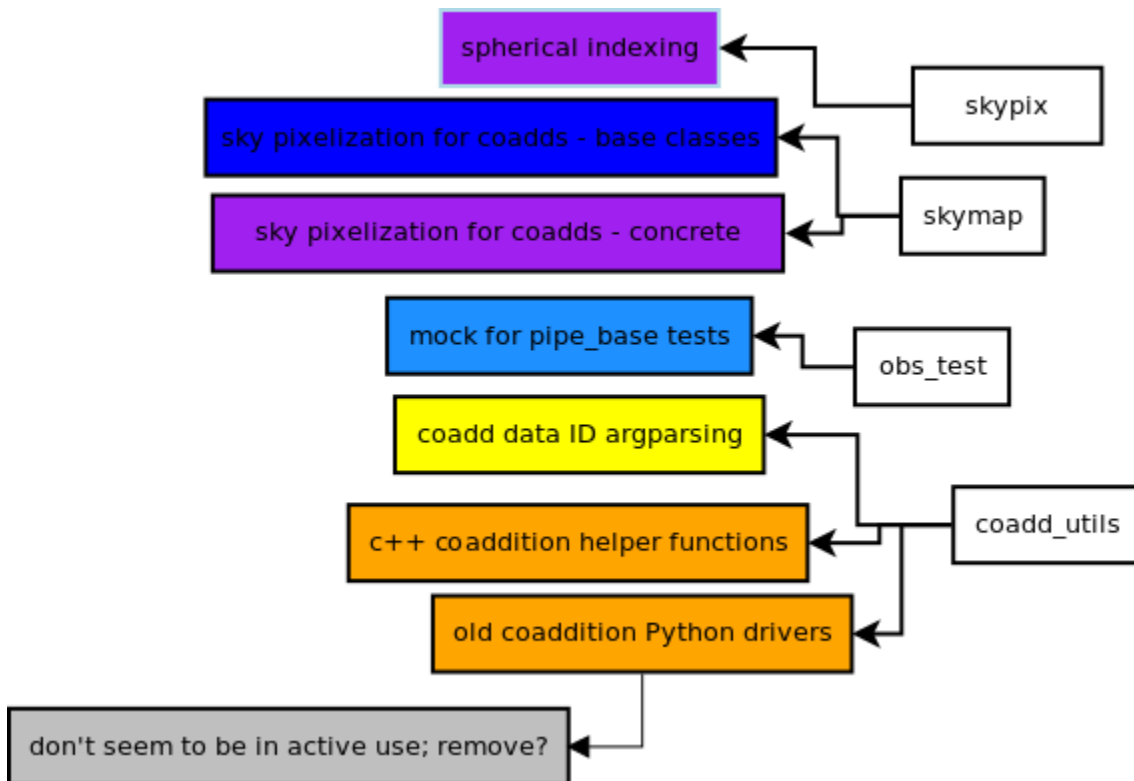 spherical indexing
skypix
sky pixelization for coadds - base classes
skymap
sky pixelization for coadds - concrete
mock for pipe_base tests
obs_test
coadd data ID argparsing
coadd_utils
c++ coaddition helper functions
old coaddition Python drivers
don't seem to be in active use; remove?